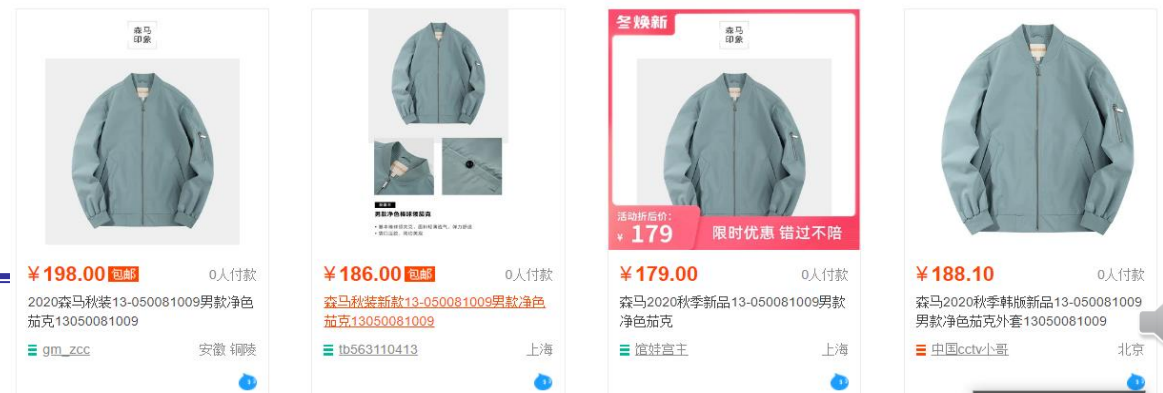 森马
印象
¥198.00 包邮 0人付款
2020森马秋装13-050081009男款净色
茄克13050081009
gm_zcc 安徽 铜陵
男款净色棒球领茄克
¥186.00 包邮 0人付款
森马秋装新款13-050081009男款净色
茄克13050081009
tb563110413 上海
冬焕新
森马
印象
活动折后价：
¥ 179 限时优惠 错过不陪
¥179.00 0人付款
森马2020秋季新品13-050081009男款
净色茄克
馆娃宫主 上海
¥188.10 0人付款
森马2020秋季韩版新品13-050081009
男款净色茄克外套13050081009
中国cctv小哥 北京